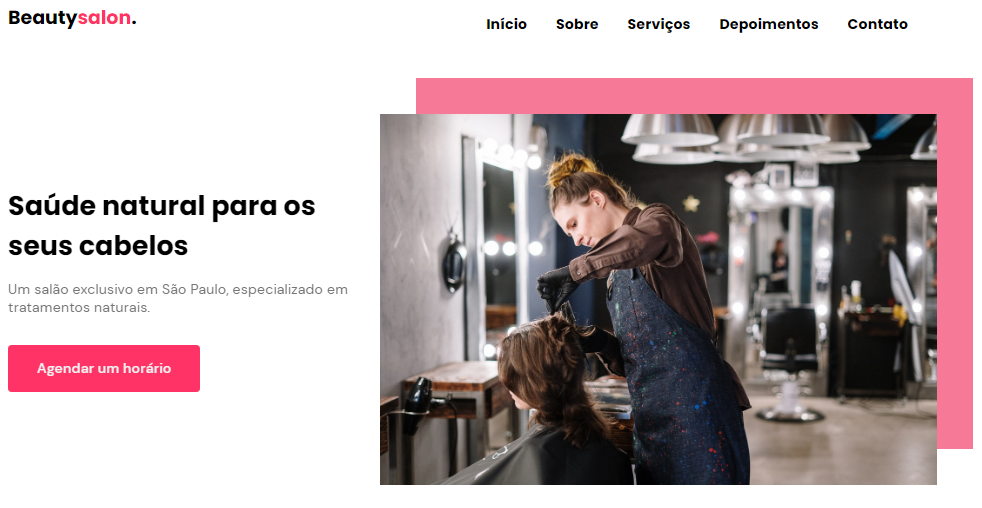 Beautysalon.
Início Sobre Serviços Depoimentos Contato
Saúde natural para os
seus cabelos
Um salão exclusivo em São Paulo, especializado em
tratamentos naturais.
Agendar um horário